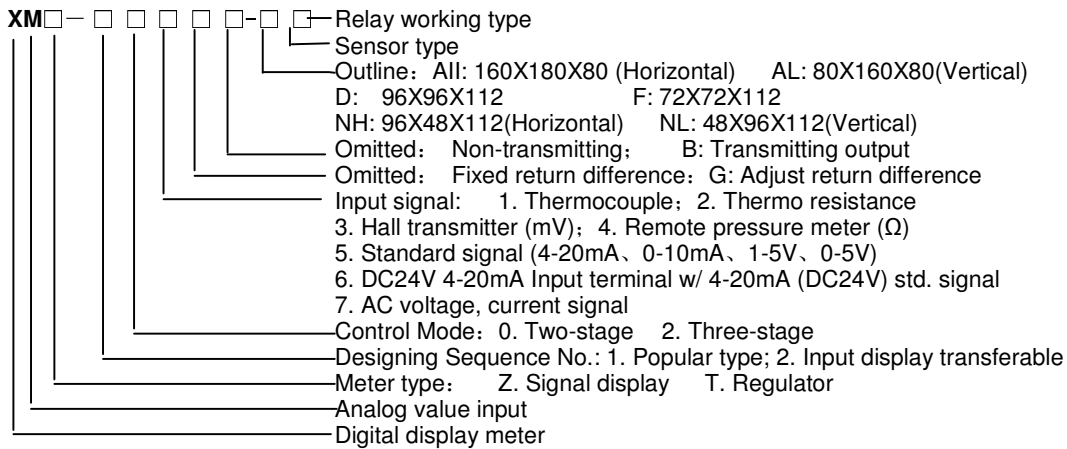 XM□－□ □ □ □ □-□ □ Relay working type
Sensor type
Outline：AII: 160X180X80 (Horizontal) AL: 80X160X80(Vertical)
D: 96X96X112 F: 72X72X112
NH: 96X48X112(Horizontal) NL: 48X96X112(Vertical)
Omitted： Non-transmitting； B: Transmitting output
Omitted： Fixed return difference：G: Adjust return difference
Input signal: 1. Thermocouple；2. Thermo resistance
3. Hall transmitter (mV)；4. Remote pressure meter (Ω)
5. Standard signal (4-20mA、0-10mA、1-5V、0-5V)
6. DC24V 4-20mA Input terminal w/ 4-20mA (DC24V) std. signal
7. AC voltage, current signal
Control Mode：0. Two-stage 2. Three-stage
Designing Sequence No.: 1. Popular type; 2. Input display transferable
Meter type： Z. Signal display T. Regulator
Analog value input
Digital display meter